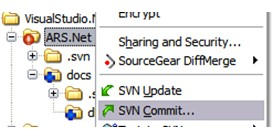 VisualStudio.N
Encrypt
ARS.Net
Sharing and Security...
.svn
SourceGear DiffMerge
docs
SVN Update
SVN Commit...